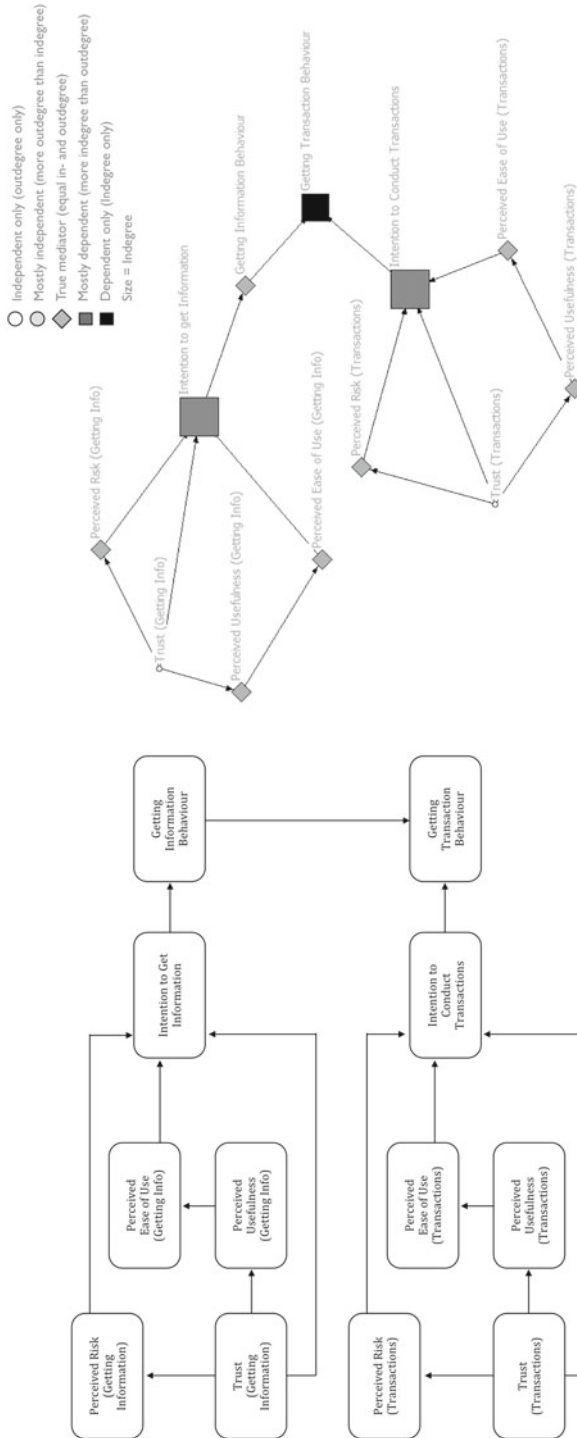 Perceived Risk
(Getting
Information)
Trust
(Getting
Information)
Perceived
Ease of Use
(Getting Info)
Perceived
Usefulness
(Getting Info)
Intention to Get
Information
Getting
Information
Behaviour
Perceived Risk
(Transactions)
Trust
(Transactions)
Perceived
Ease of Use
(Transactions)
Perceived
Usefulness
(Transactions)
Intention to
Conduct
Transactions
Getting
Transaction
Behaviour
Independent only (outdegree only)
Mostly independent (more outdegree than indegree)
True mediator (equal in- and outdegree)
Mostly dependent (more indegree than outdegree)
Dependent only (Indegree only)
Size = Indegree
Perceived Risk (Getting Info)
Trust (Getting Info)
Perceived Usefulness (Getting Info)
Perceived Ease of Use (Getting Info)
Intention to get Information
Getting Information Behaviour
Getting Transaction Behaviour
Perceived Risk (Transactions)
Intention to Conduct Transactions
Trust (Transactions)
Perceived Ease of Use (Transactions)
Perceived Usefulness (Transactions)